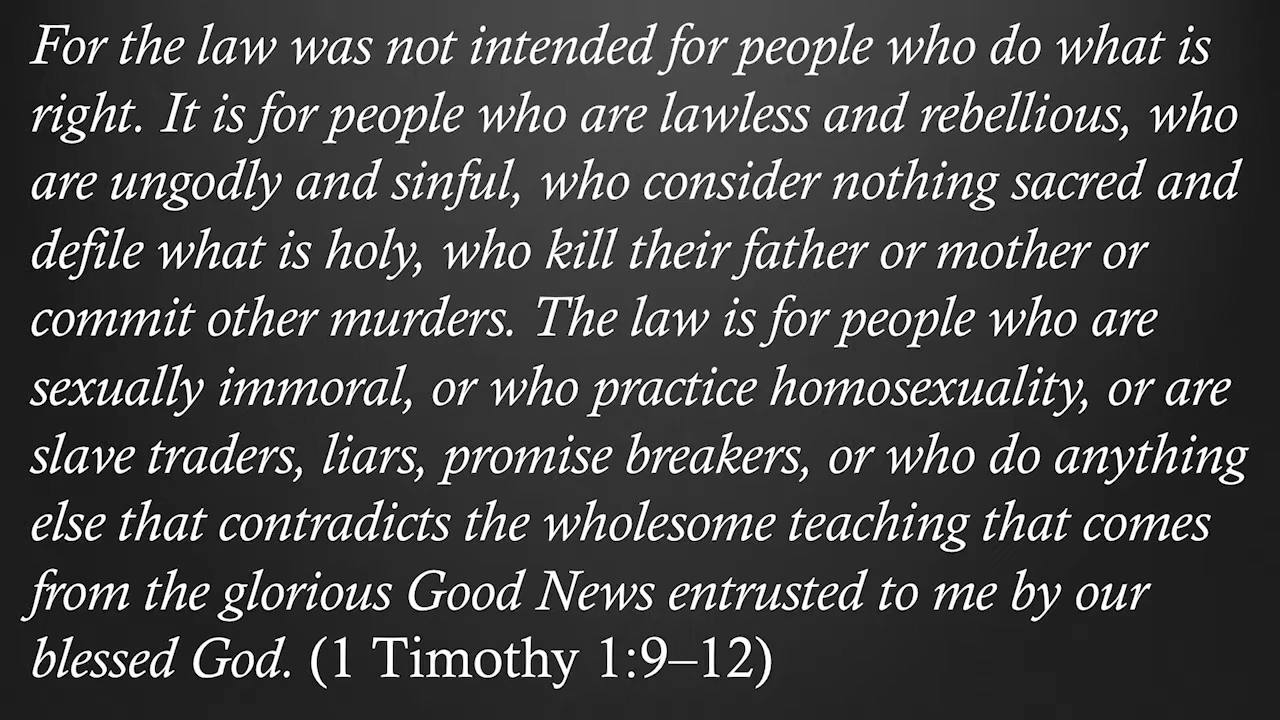 For the law was not intended for people who do what is
right. It is for people who are lawless and rebellious, who
are ungodly and sinful, who consider nothing sacred and
defile what is holy, who kill their father or mother or
commit other murders. The law is for people who are
sexually immoral, or who practice homosexuality, or are
slave traders, liars, promise breakers, or who do anything
else that contradicts the wholesome teaching that comes
from the glorious Good News entrusted to me by our
blessed God. (1 Timothy 1:9–12)